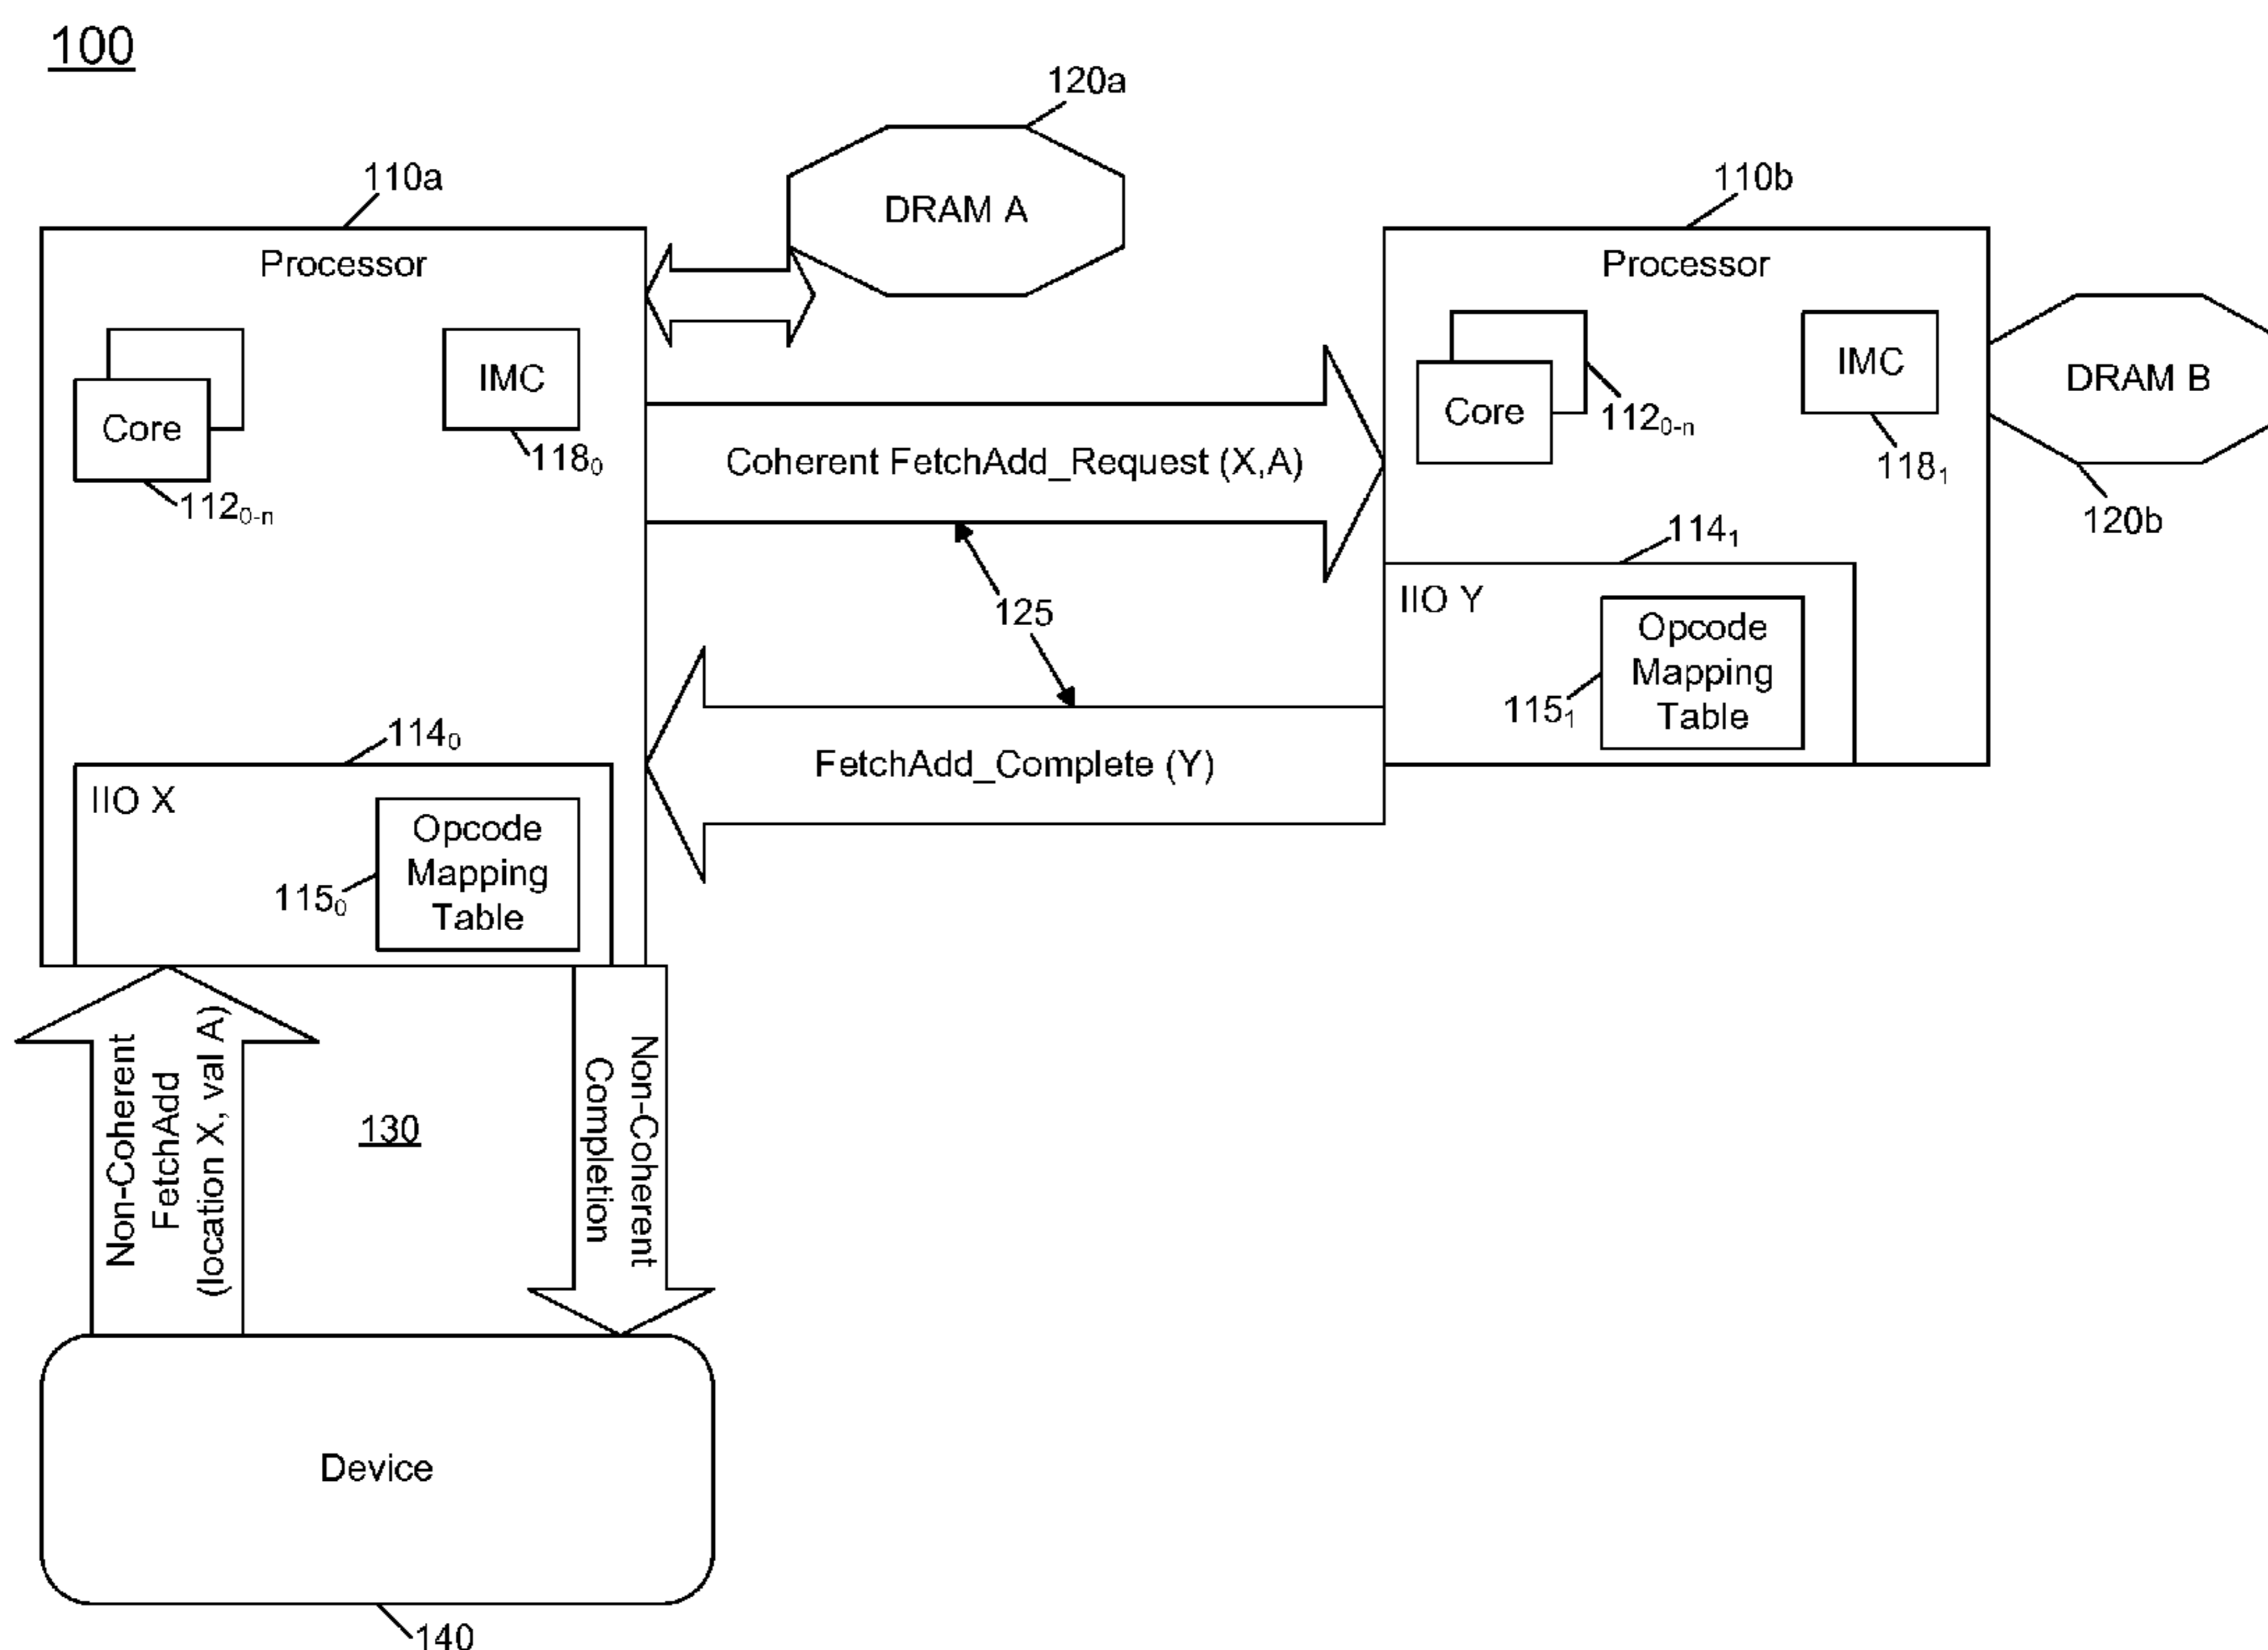 100
120a
DRAM A
110a
Processor
Core
112₀₋ₙ
IMC
118₀
110b
Processor
Core
112₀₋ₙ
IMC
118₁
DRAM B
120b
Coherent FetchAdd_Request (X,A)
125
FetchAdd_Complete (Y)
114₁
IIO Y
Opcode
Mapping
Table
115₁
114₀
IIO X
Opcode
Mapping
Table
115₀
Non-Coherent
FetchAdd
(location X, val A)
130
Non-Coherent
Completion
Device
140